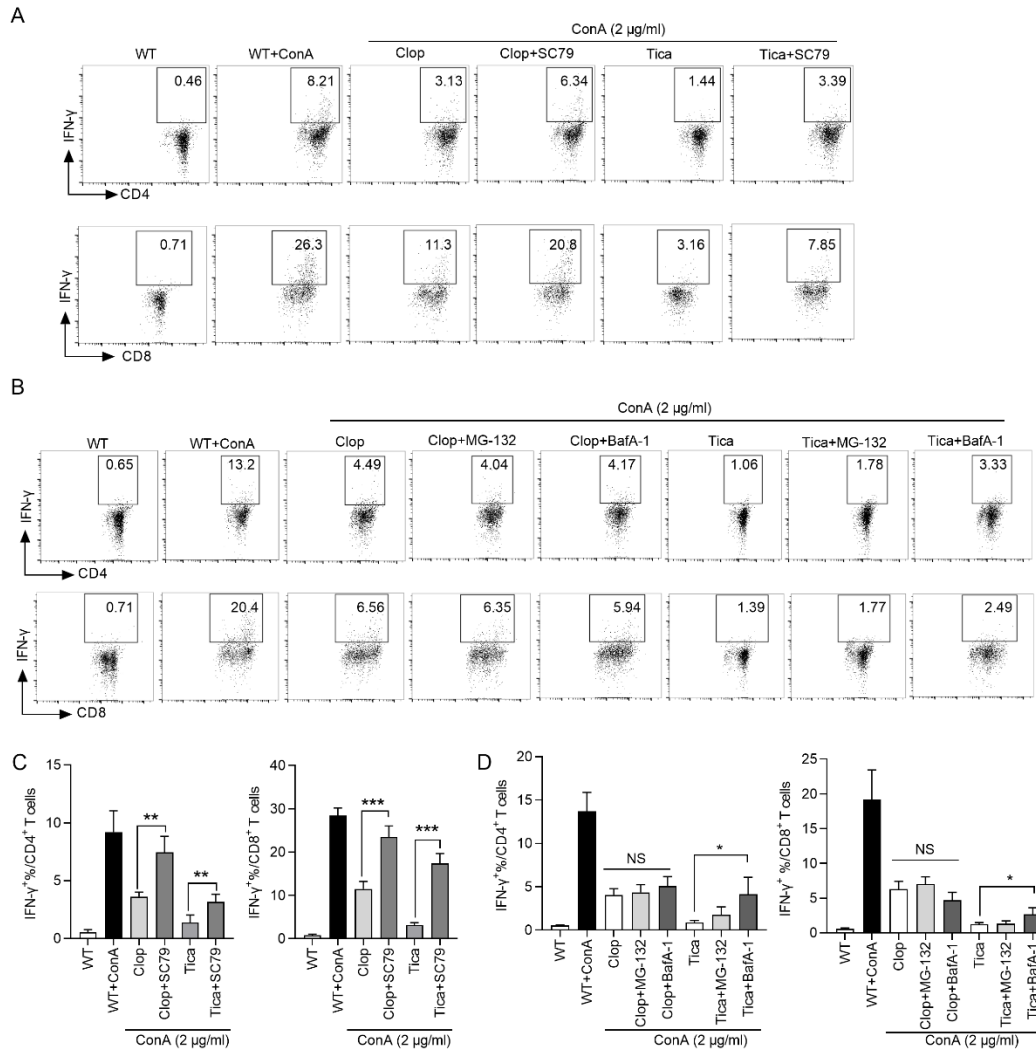 A
ConA (2 µg/ml)
WT WT+ConA Clop Clop+SC79 Tica Tica+SC79
0.46 8.21 3.13 6.34 1.44 3.39
IFN-γ
CD4
0.71 26.3 11.3 20.8 3.16 7.85
IFN-γ
CD8
B
ConA (2 µg/ml)
WT WT+ConA Clop Clop+MG-132 Clop+BafA-1 Tica Tica+MG-132 Tica+BafA-1
0.65 13.2 4.49 4.04 4.17 1.06 1.78 3.33
IFN-γ
CD4
0.71 20.4 6.56 6.35 5.94 1.39 1.77 2.49
IFN-γ
CD8
C
IFN-γ⁺%/CD4⁺ T cells
15
10
5
0
**
**
WT
WT+ConA
Clop
Clop+SC79
Tica
Tica+SC79
ConA (2 µg/ml)
IFN-γ⁺%/CD8⁺ T cells
40
30
20
10
0
***
***
WT
WT+ConA
Clop
Clop+SC79
Tica
Tica+SC79
ConA (2 µg/ml)
D
IFN-γ⁺%/CD4⁺ T cells
20
15
10
5
0
NS
*
WT
WT+ConA
Clop
Clop+MG-132
Clop+BafA-1
Tica
Tica+MG-132
Tica+BafA-1
ConA (2 µg/ml)
IFN-γ⁺ %/CD8⁺ T cells
25
20
15
10
5
0
NS
*
WT
WT+ConA
Clop
Clop+MG-132
Clop+BafA-1
Tica
Tica+MG-132
Tica+BafA-1
ConA (2 µg/ml)